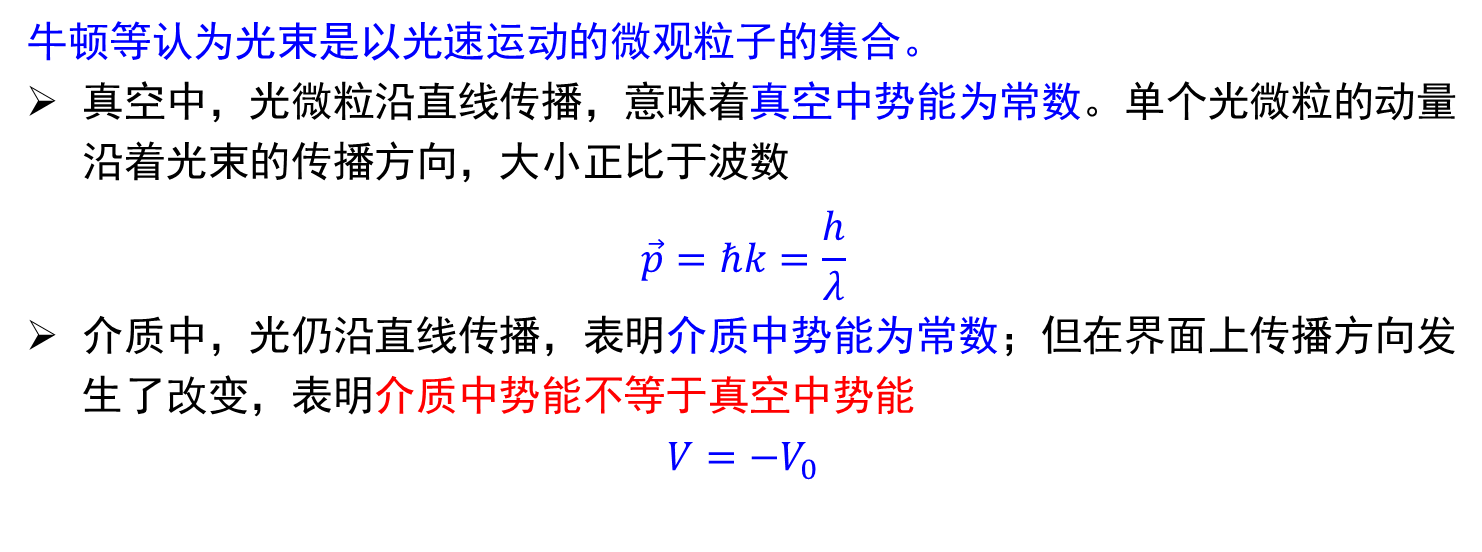 牛顿等认为光束是以光速运动的微观粒子的集合。
➢ 真空中，光微粒沿直线传播，意味着真空中势能为常数。单个光微粒的动量
沿着光束的传播方向，大小正比于波数
$\vec{p} = \hbar k = \frac{h}{\lambda}$
➢ 介质中，光仍沿直线传播，表明介质中势能为常数；但在界面上传播方向发
生了改变，表明介质中势能不等于真空中势能
$V = -V_0$